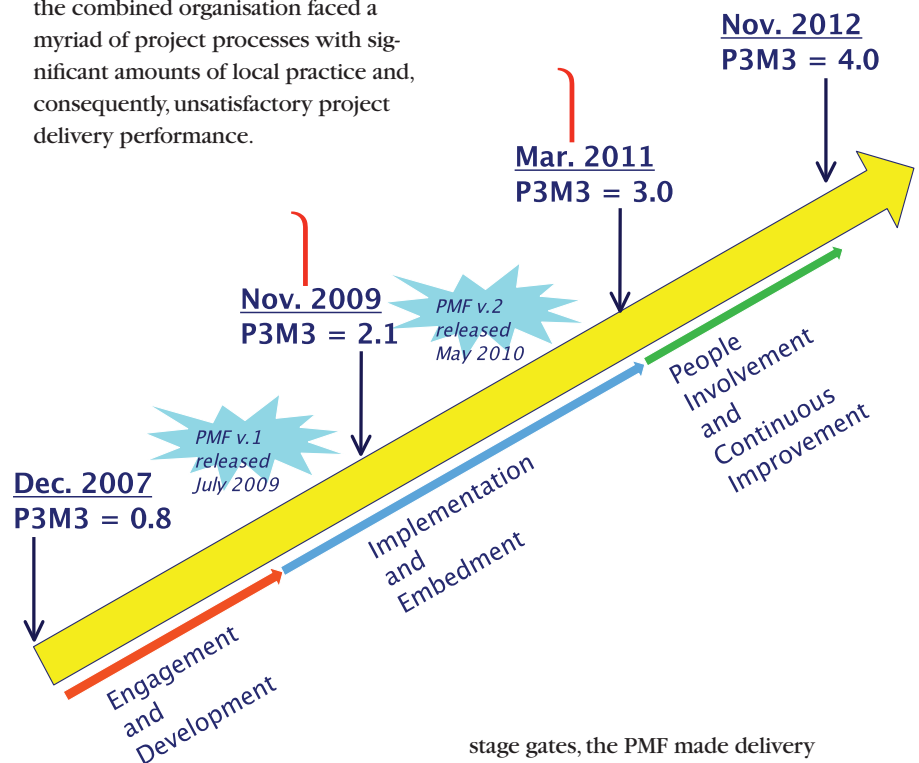 the combined organisation faced a
myriad of project processes with sig-
nificant amounts of local practice and,
consequently, unsatisfactory project
delivery performance.
Nov. 2012
P3M3 = 4.0
Mar. 2011
P3M3 = 3.0
Nov. 2009
P3M3 = 2.1
PMF v.2
released
May 2010
PMF v.1
released
July 2009
Dec. 2007
P3M3 = 0.8
People
Involvement
and
Continuous
Improvement
Implementation
and
Embedment
Engagement
and
Development
stage gates, the PMF made delivery